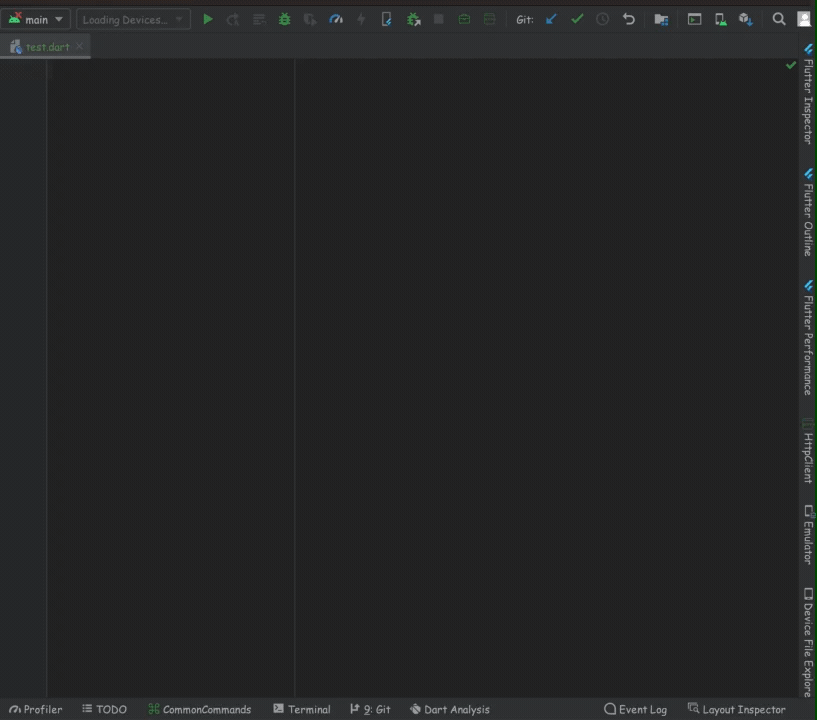 main Loading Devices... Git:
test.dart
Flutter Inspector
Flutter Outline
Flutter Performance
HttpClient
Emulator
Device File Explore
Profiler TODO CommonCommands Terminal 9: Git Dart Analysis Event Log Layout Inspector